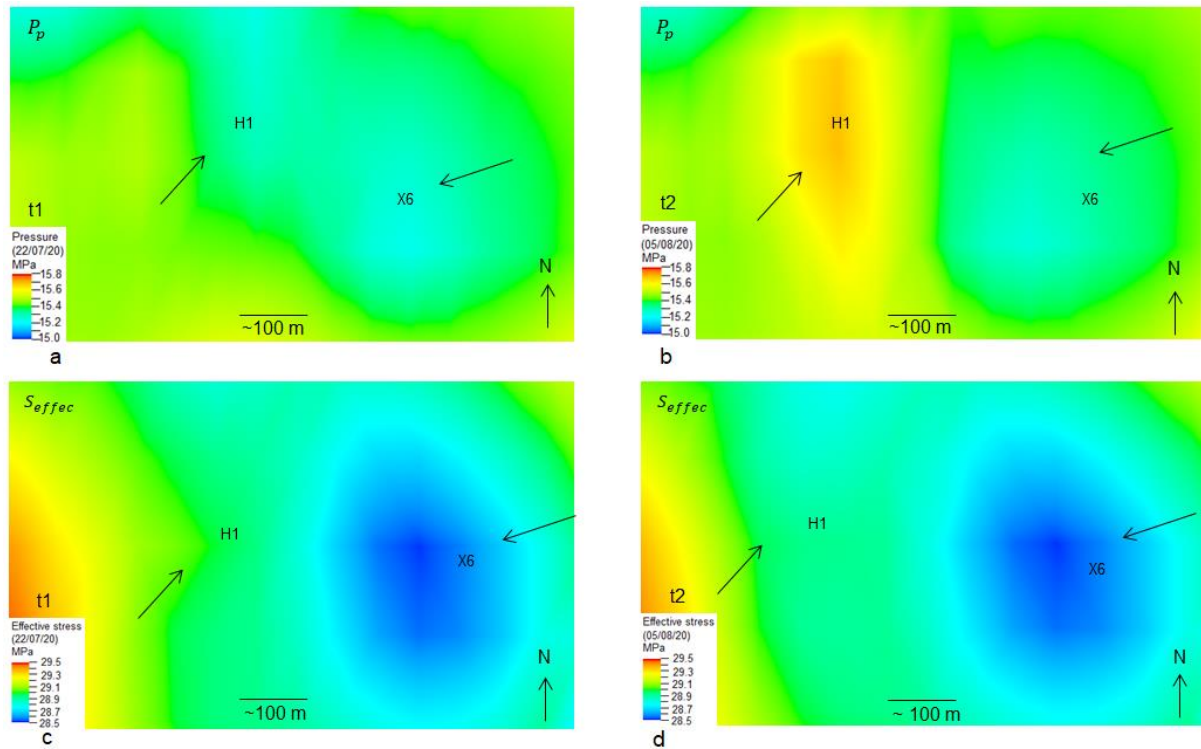 P_p
H1
X6
t1
Pressure
(22/07/20)
MPa
15.8
15.6
15.4
15.2
15.0
~100 m
N
a
P_p
H1
X6
t2
Pressure
(05/08/20)
MPa
15.8
15.6
15.4
15.2
15.0
~100 m
N
b
S_effec
H1
X6
t1
Effective stress
(22/07/20)
MPa
29.5
29.3
29.1
28.9
28.7
28.5
~100 m
N
c
S_effec
H1
X6
t2
Effective stress
(05/08/20)
MPa
29.5
29.3
29.1
28.9
28.7
28.5
~ 100 m
N
d